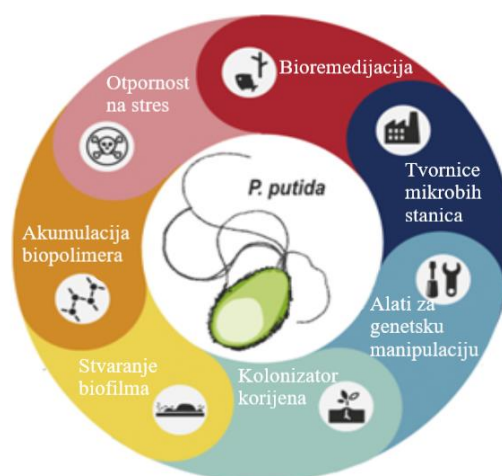 Bioremedijacija
Tvornice
mikrobih
stanica
Alati za
genetsku
manipulaciju
Kolonizator
korijena
Stvaranje
biofilma
Akumulacija
biopolimera
Otpornost
na stres
P. putida